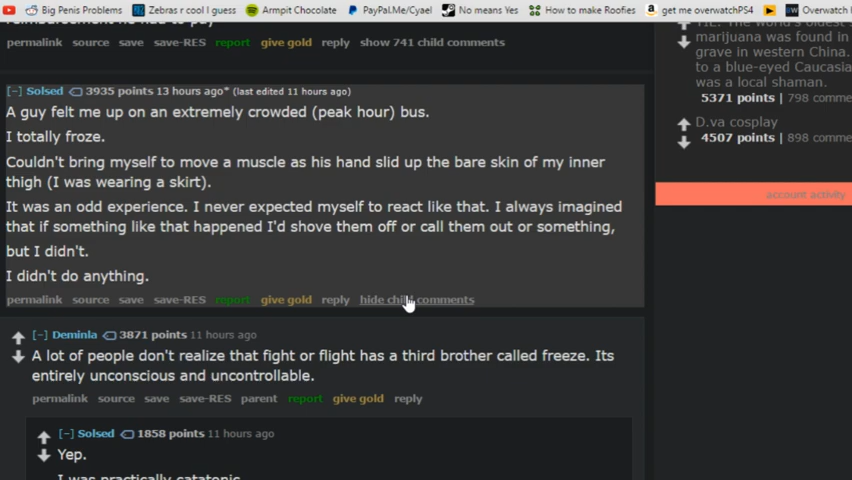 Big Penis Problems Zebras r cool I guess Armpit Chocolate PayPal.Me/Cyael No means Yes How to make Roofies get me overwatchPS4 Overwatch
permalink source save save-RES report give gold reply show 741 child comments
marijuana was found in
grave in western China.
to a blue-eyed Caucasia
was a local shaman.
5371 points | 798 comme
D.va cosplay
4507 points | 898 comme
account activity
[-] Solsed 3935 points 13 hours ago* (last edited 11 hours ago)
A guy felt me up on an extremely crowded (peak hour) bus.
I totally froze.
Couldn't bring myself to move a muscle as his hand slid up the bare skin of my inner
thigh (I was wearing a skirt).
It was an odd experience. I never expected myself to react like that. I always imagined
that if something like that happened I'd shove them off or call them out or something,
but I didn't.
I didn't do anything.
permalink source save save-RES report give gold reply hide child comments
[-] Deminla 3871 points 11 hours ago
A lot of people don't realize that fight or flight has a third brother called freeze. Its
entirely unconscious and uncontrollable.
permalink source save save-RES parent report give gold reply
[-] Solsed 1858 points 11 hours ago
Yep.
I was practically catatonic